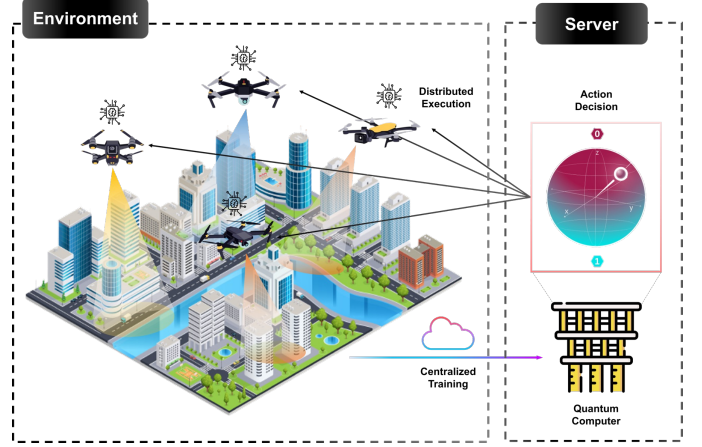 Environment
Server
Distributed
Execution
Action
Decision
0
z
x
y
1
Centralized
Training
Quantum
Computer